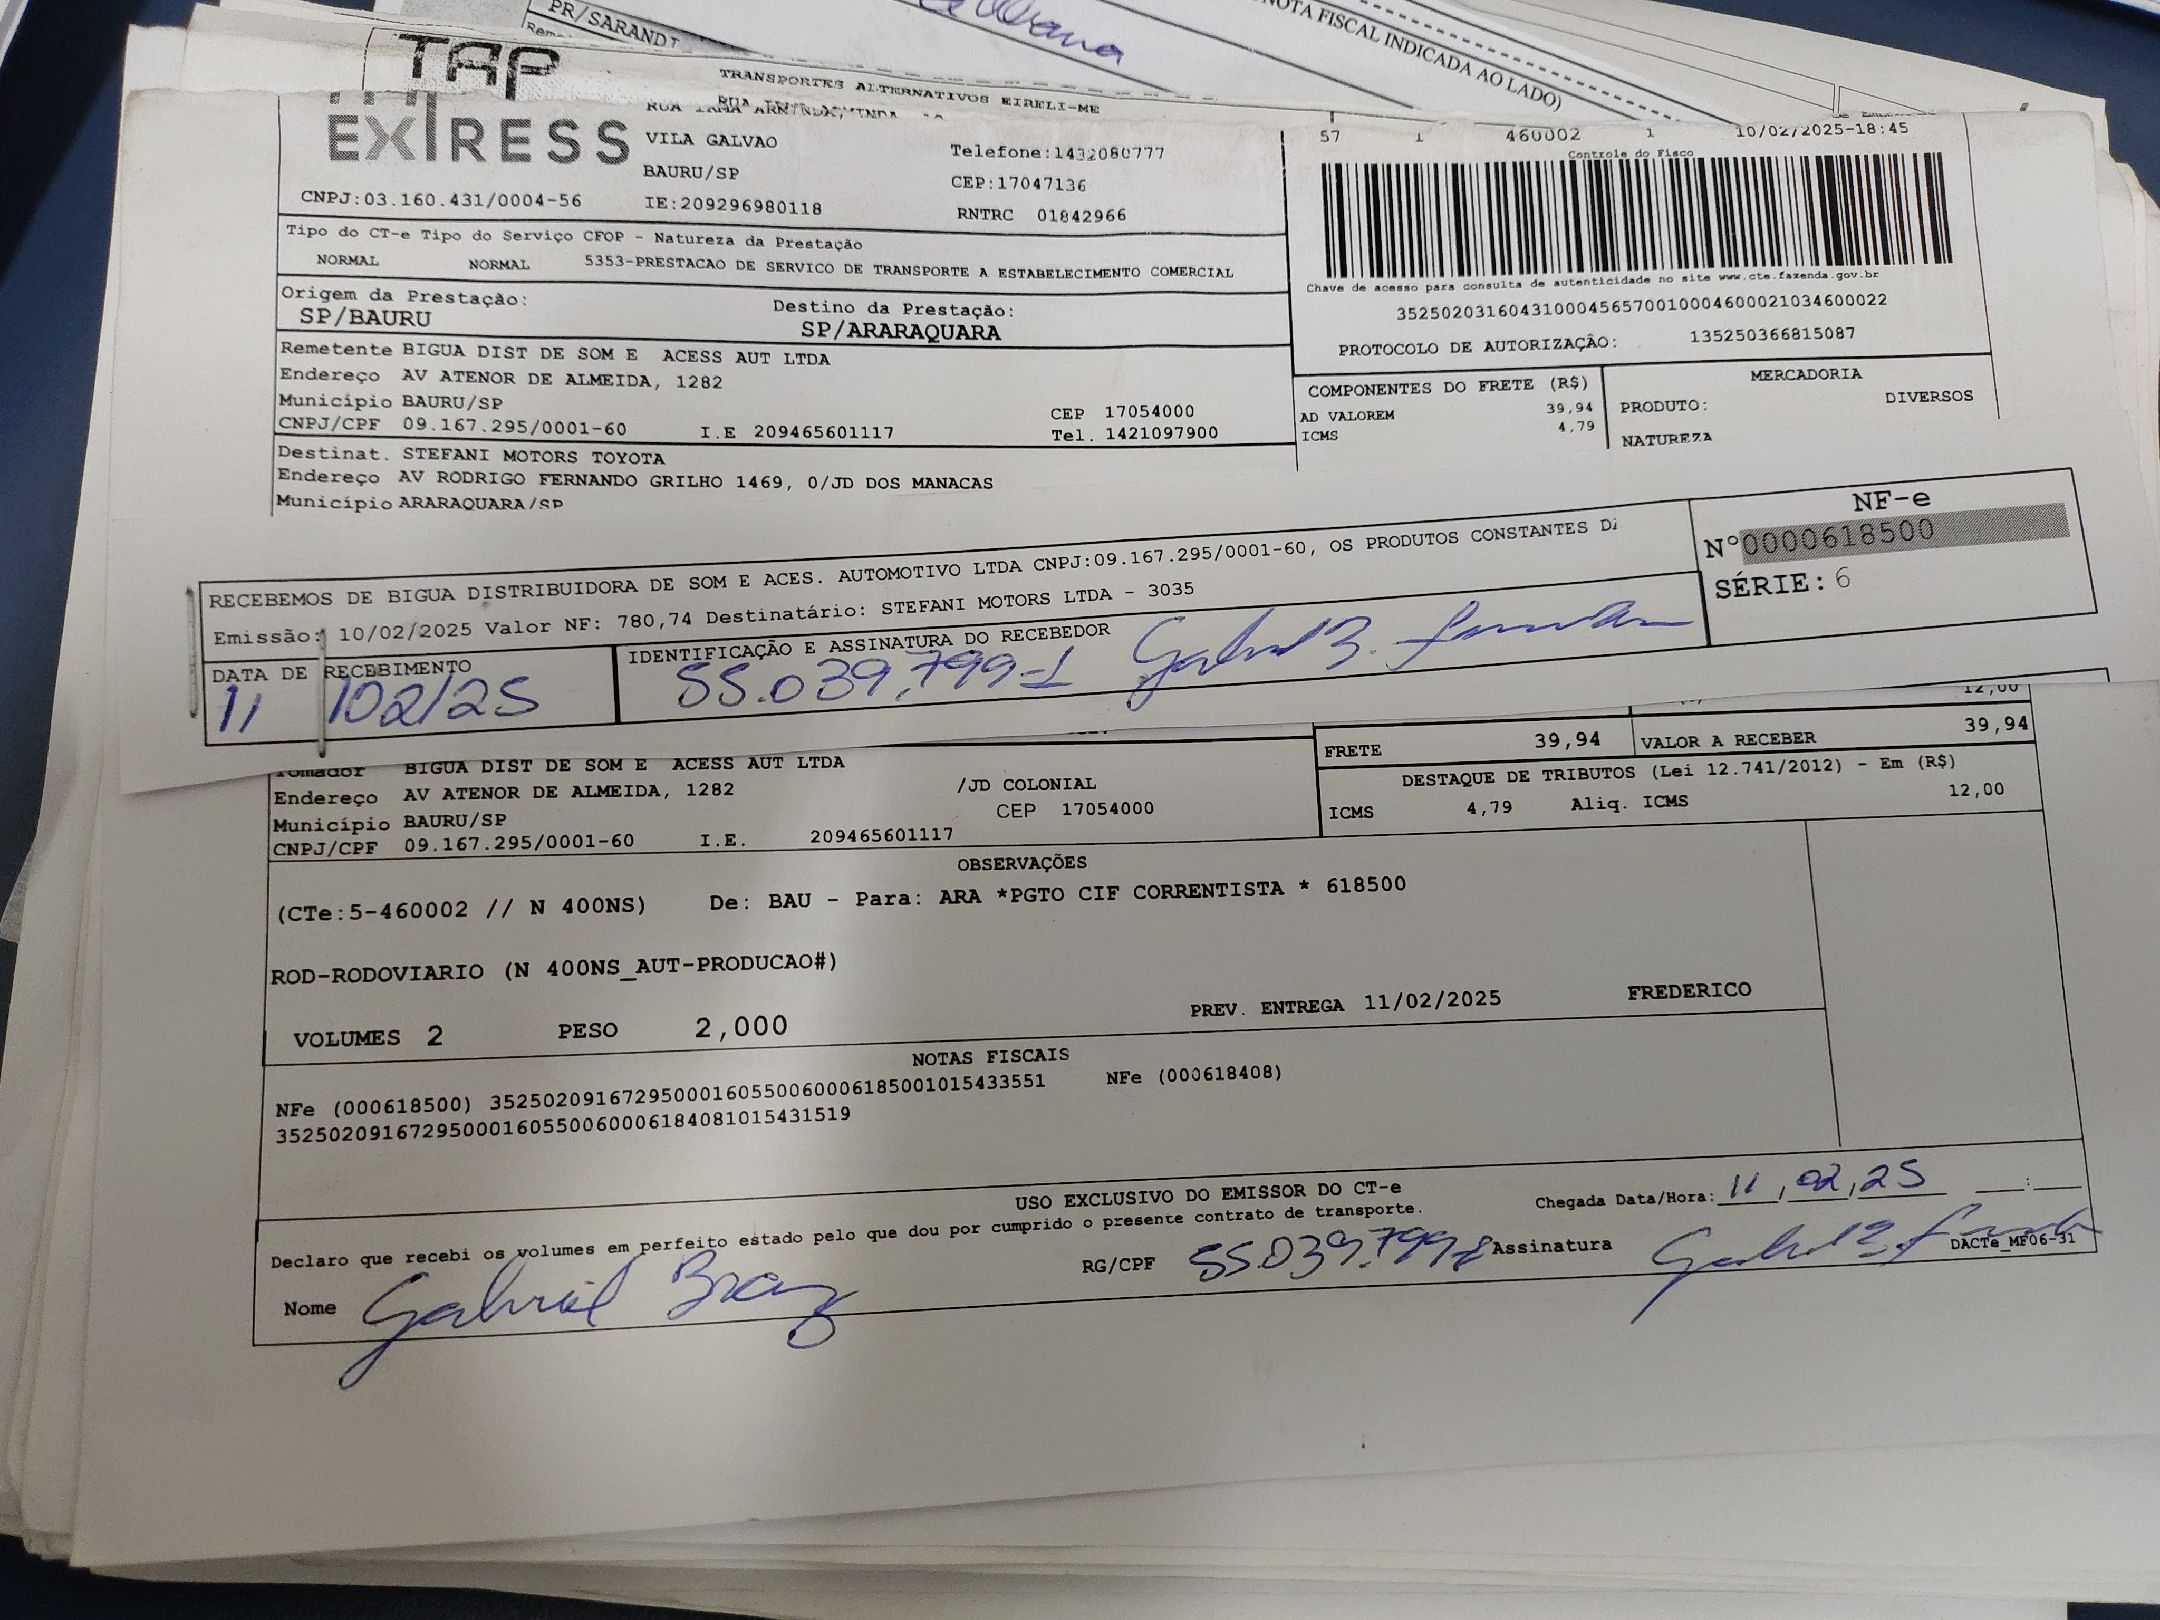 PR/SARANDI
NOTA FISCAL INDICADA AO LADO)
TAP
EXPRESS
TRANSPORTES ALTERNATIVOS EIRELI-ME
VILA GALVAO
BAURU/SP
IE:209296980118
Telefone:1432080777
CEP:17047136
RNTRC 01842966
CNPJ:03.160.431/0004-56
57 1 460002 1 10/02/2025-18:45
Controle do Fisco
Chave de acesso para consulta de autenticidade no site www.cte.fazenda.gov.br
35250203160431000456570010004600021034600022
PROTOCOLO DE AUTORIZAÇÃO: 135250366815087
Tipo do CT-e Tipo do Serviço CFOP - Natureza da Prestação
NORMAL NORMAL 5353-PRESTACAO DE SERVICO DE TRANSPORTE A ESTABELECIMENTO COMERCIAL
Origem da Prestação: Destino da Prestação:
SP/BAURU SP/ARARAQUARA
Remetente BIGUA DIST DE SOM E ACESS AUT LTDA
Endereço AV ATENOR DE ALMEIDA, 1282
Município BAURU/SP CEP 17054000
CNPJ/CPF 09.167.295/0001-60 I.E 209465601117 Tel. 1421097900
COMPONENTES DO FRETE (R$)
AD VALOREM 39,94
ICMS 4,79
MERCADORIA
PRODUTO: DIVERSOS
NATUREZA
Destinat. STEFANI MOTORS TOYOTA
Endereço AV RODRIGO FERNANDO GRILHO 1469, 0/JD DOS MANACAS
Município ARARAQUARA/SP
RECEBEMOS DE BIGUA DISTRIBUIDORA DE SOM E ACES. AUTOMOTIVO LTDA CNPJ:09.167.295/0001-60, OS PRODUTOS CONSTANTES DA
Emissão: 10/02/2025 Valor NF: 780,74 Destinatário: STEFANI MOTORS LTDA - 3035
NF-e
N°0000618500
SÉRIE: 6
DATA DE RECEBIMENTO
11/02/25
IDENTIFICAÇÃO E ASSINATURA DO RECEBEDOR
55.039.799-1
12,00
FRETE 39,94 VALOR A RECEBER 39,94
Tomador BIGUA DIST DE SOM E ACESS AUT LTDA
Endereço AV ATENOR DE ALMEIDA, 1282 /JD COLONIAL
Município BAURU/SP CEP 17054000
CNPJ/CPF 09.167.295/0001-60 I.E. 209465601117
DESTAQUE DE TRIBUTOS (Lei 12.741/2012) - Em (R$)
ICMS 4,79 Aliq. ICMS 12,00
OBSERVAÇÕES
(CTe:5-460002 // N 400NS) De: BAU - Para: ARA *PGTO CIF CORRENTISTA * 618500
ROD-RODOVIARIO (N 400NS_AUT-PRODUCAO#)
VOLUMES 2 PESO 2,000 PREV. ENTREGA 11/02/2025 FREDERICO
NOTAS FISCAIS
NFe (000618500) 35250209167295000160550060006185001015433551 NFe (000618408)
35250209167295000160550060006184081015431519
USO EXCLUSIVO DO EMISSOR DO CT-e
Declaro que recebi os volumes em perfeito estado pelo que dou por cumprido o presente contrato de transporte.
Chegada Data/Hora: 11/02/25 __:__
Nome Gabriel Braz
RG/CPF 55.039.799-1 Assinatura
DACTe_MF06-31